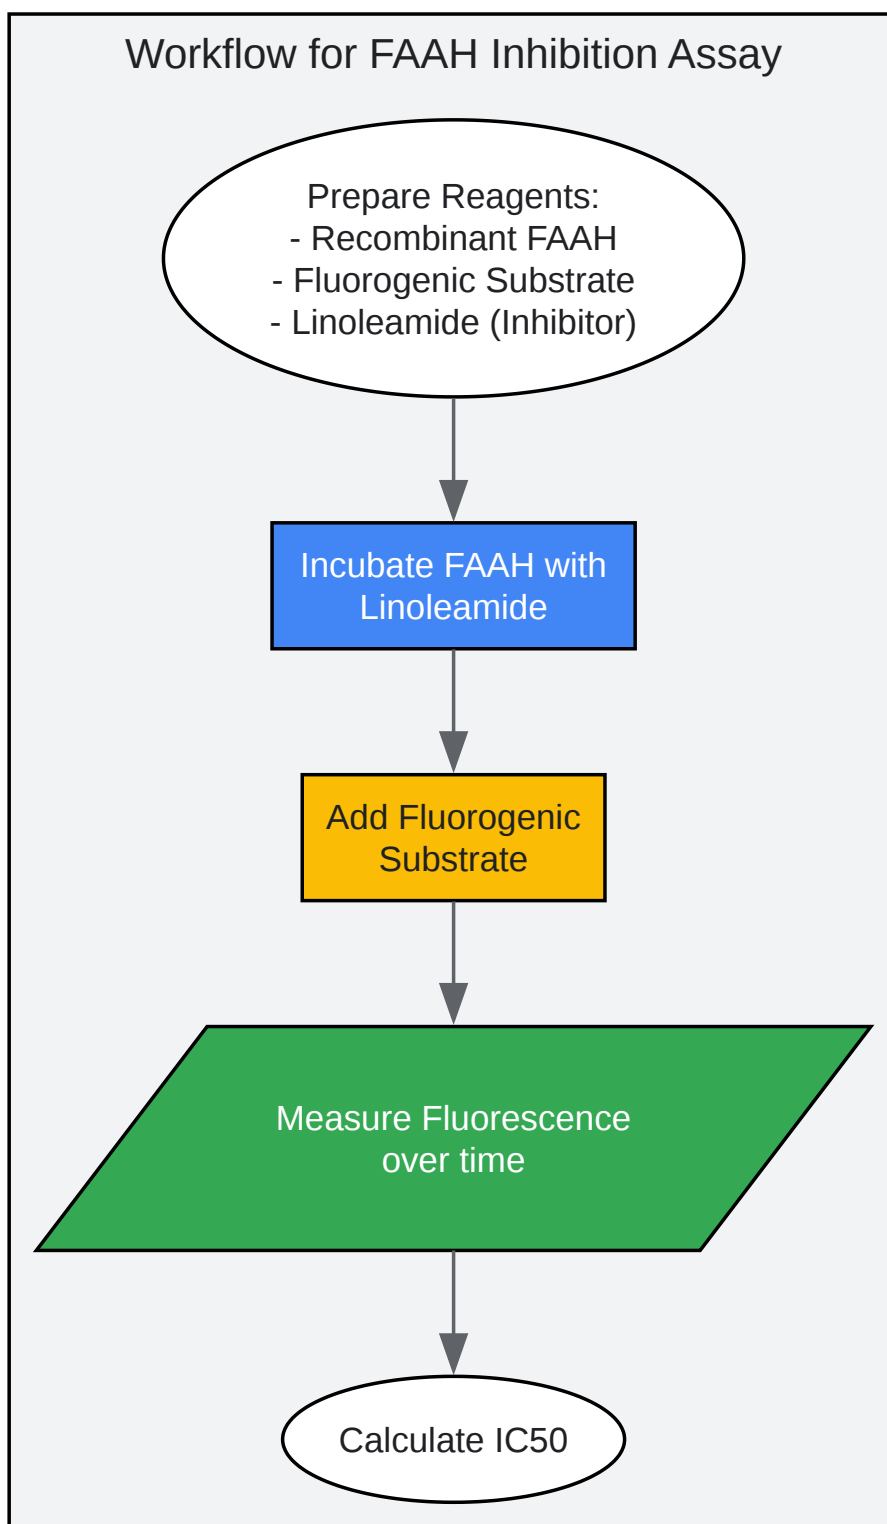 Workflow for FAAH Inhibition Assay
Prepare Reagents:
- Recombinant FAAH
- Fluorogenic Substrate
- Linoleamide (Inhibitor)
Incubate FAAH with
Linoleamide
Add Fluorogenic
Substrate
Measure Fluorescence
over time
Calculate IC50